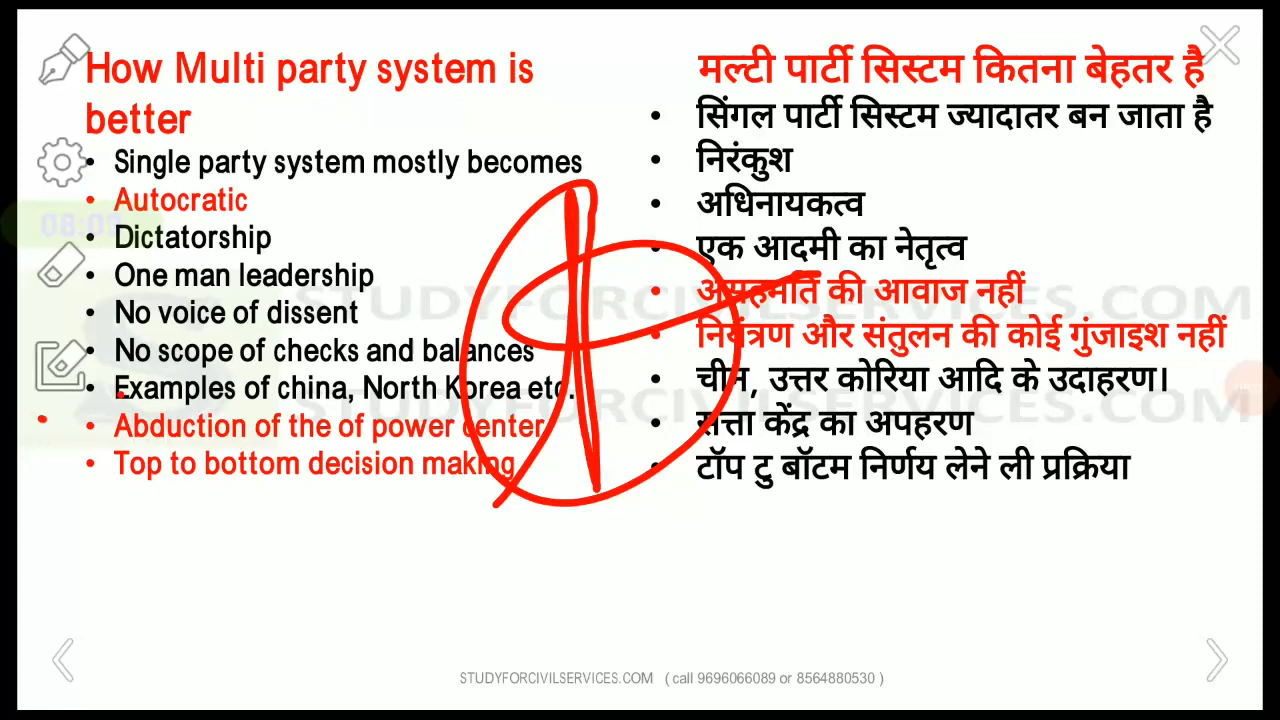 How Multi party system is
better
• Single party system mostly becomes
• Autocratic
• Dictatorship
• One man leadership
• No voice of dissent
• No scope of checks and balances
• Examples of china, North Korea etc.
• Abduction of the of power center
• Top to bottom decision making
मल्टी पार्टी सिस्टम कितना बेहतर है
• सिंगल पार्टी सिस्टम ज्यादातर बन जाता है
• निरंकुश
• अधिनायकत्व
• एक आदमी का नेतृत्व
• असहमति की आवाज नहीं
• नियंत्रण और संतुलन की कोई गुंजाइश नहीं
• चीन, उत्तर कोरिया आदि के उदाहरण।
• सत्ता केंद्र का अपहरण
• टॉप टु बॉटम निर्णय लेने ली प्रक्रिया
STUDYFORCIVILSERVICES.COM
STUDYFORCIVILSERVICES.COM
STUDYFORCIVILSERVICES.COM ( call 9696066089 or 8564880530 )